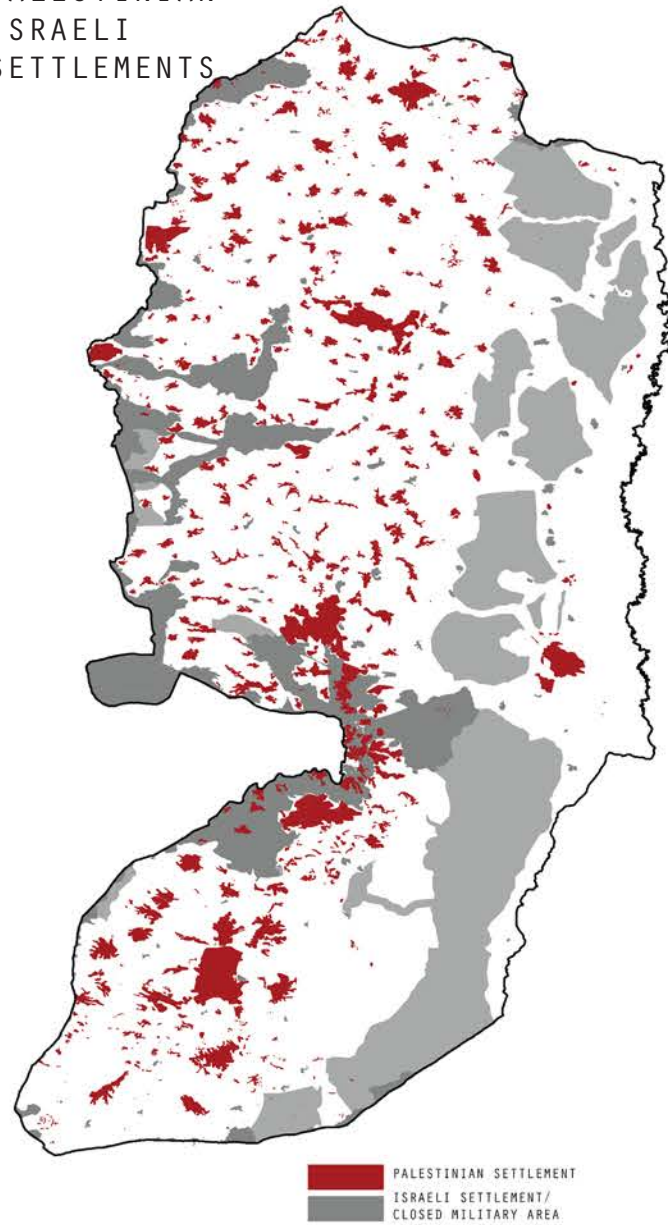 SRAELI
SETTLEMENTS
PALESTINIAN SETTLEMENT
ISRAELI SETTLEMENT/
CLOSED MILITARY AREA